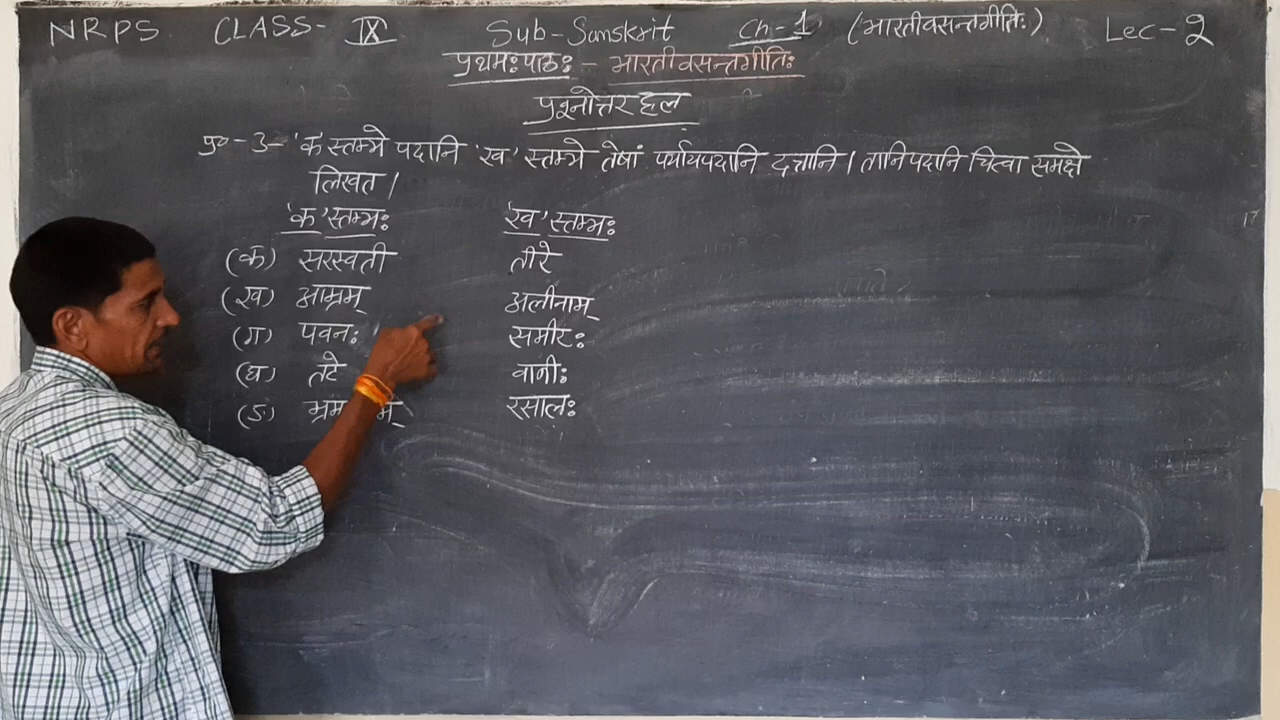 NRPS. CLASS- IX Sub-Sanskrit Ch-1 (भारतीवसन्तगीतिः) Lec-2
प्रथमःपाठः - भारतीवसन्तगीतिः
प्रश्नोत्तर हल
प्र०-3- 'क' स्तम्भे पदानि 'ख' स्तम्भे तेषां पर्यायपदानि दत्तानि। तानि पदानि चित्वा समक्षे
लिखत।
'क' स्तम्भः 'ख' स्तम्भः
(क) सरस्वती तीरे
(ख) आम्रम् अलीनाम्
(ग) पवनः समीरः
(घ) तटे वानीः
(ङ) रसालः